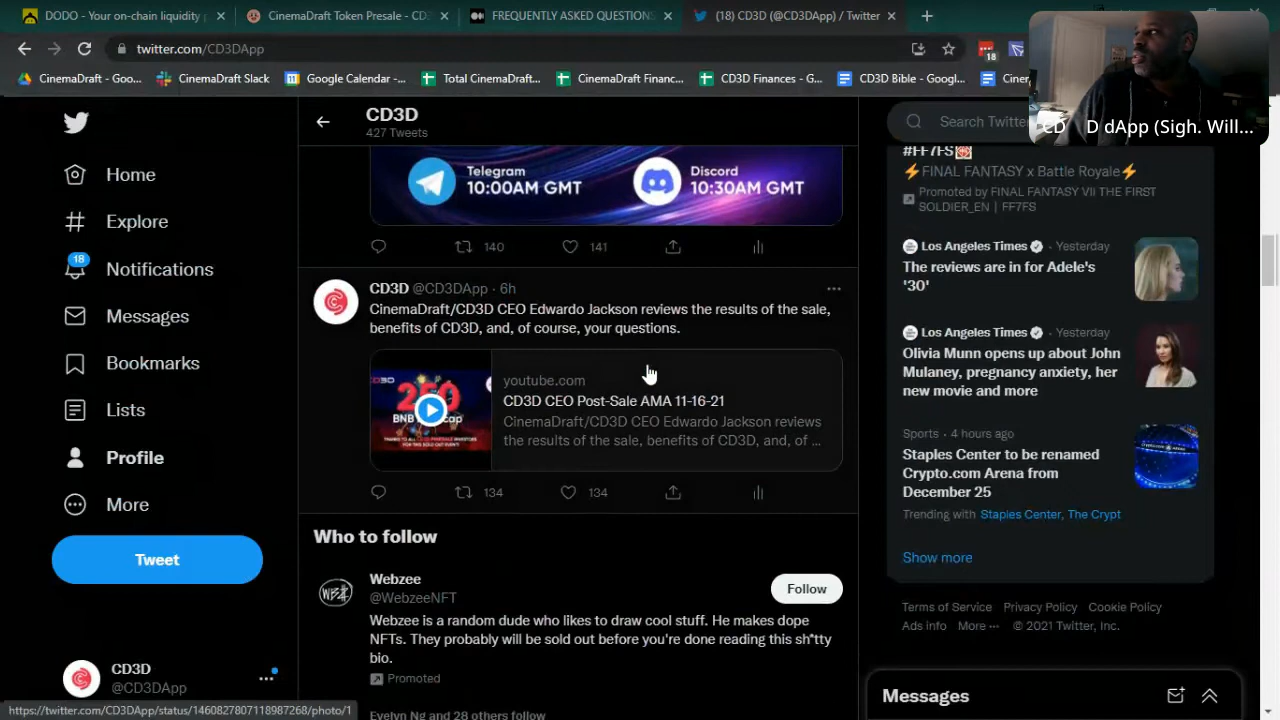 DODO - Your on-chain liquidity
CinemaDraft Token Presale - CD
FREQUENTLY ASKED QUESTIONS
(18) CD3D (@CD3DApp) / Twitter
twitter.com/CD3DApp
18
CinemaDraft - Goo...
CinemaDraft Slack
Google Calendar -...
Total CinemaDraft...
CinemaDraft Financ...
CD3D Finances - G...
CD3D Bible - Googl...
Ciner
CD
D dApp (Sigh. Will...
CD3D
427 Tweets
Search Twitter
Home
Explore
18
Notifications
Messages
Bookmarks
Lists
Profile
More
Tweet
CD3D
@CD3DApp
Telegram
10:00AM GMT
Discord
10:30AM GMT
140
141
CD3D @CD3DApp · 6h
CinemaDraft/CD3D CEO Edwardo Jackson reviews the results of the sale,
benefits of CD3D, and, of course, your questions.
250
youtube.com
CD3D CEO Post-Sale AMA 11-16-21
CinemaDraft/CD3D CEO Edwardo Jackson reviews
the results of the sale, benefits of CD3D, and, of ...
134
134
Who to follow
Webzee
@WebzeeNFT
Follow
Webzee is a random dude who likes to draw cool stuff. He makes dope
NFTs. They probably will be sold out before you're done reading this sh*tty
bio.
Promoted
Evelyn Ng and 28 others follow
#FF7FS
⚡FINAL FANTASY x Battle Royale⚡
Promoted by FINAL FANTASY VII THE FIRST
SOLDIER_EN | FF7FS
Los Angeles Times · Yesterday
The reviews are in for Adele's
'30'
Los Angeles Times · Yesterday
Olivia Munn opens up about John
Mulaney, pregnancy anxiety, her
new movie and more
Sports · 4 hours ago
Staples Center to be renamed
Crypto.com Arena from
December 25
Trending with Staples Center, The Crypt
Show more
Terms of Service Privacy Policy Cookie Policy
Ads info More ··· © 2021 Twitter, Inc.
Messages
https://twitter.com/CD3DApp/status/1460827807118987268/photo/1